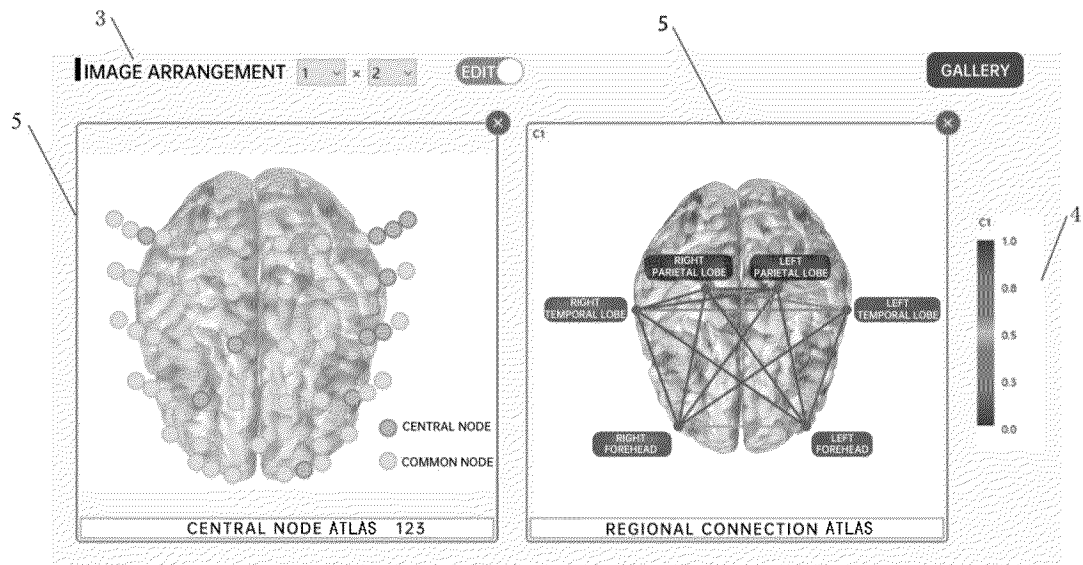 3
5
IMAGE ARRANGEMENT 1 × 2 EDIT
GALLERY
5
C1
4
C1
1.0
0.8
0.5
0.3
0.0
RIGHT
PARIETAL LOBE
LEFT
PARIETAL LOBE
RIGHT
TEMPORAL LOBE
LEFT
TEMPORAL LOBE
RIGHT
FOREHEAD
LEFT
FOREHEAD
CENTRAL NODE
COMMON NODE
CENTRAL NODE ATLAS 123
REGIONAL CONNECTION ATLAS